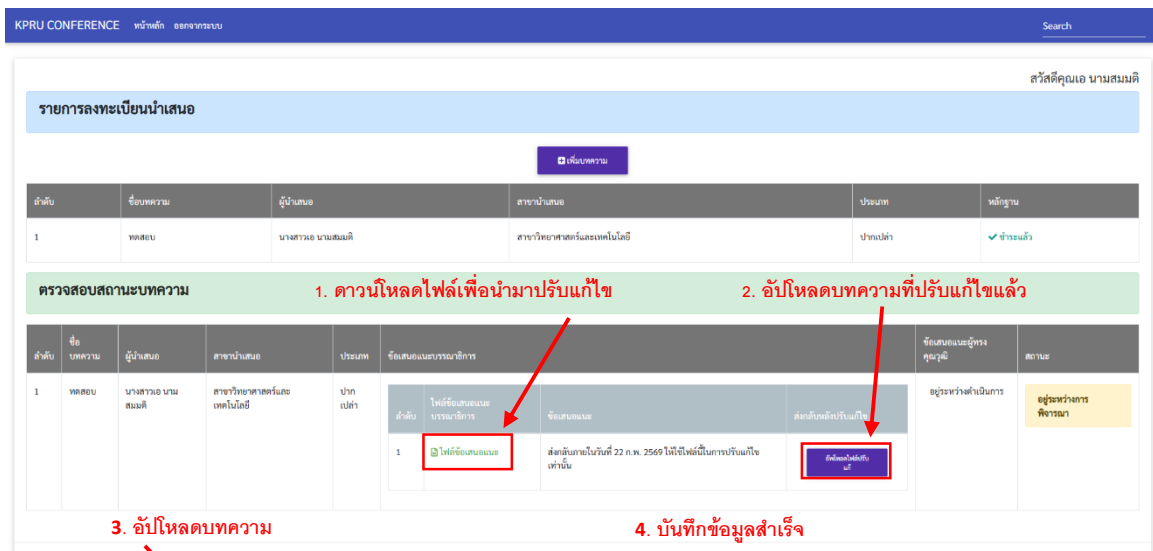 KPRU CONFERENCE หน้าหลัก ออกจากระบบ Search
สวัสดีคุณเอ นามสมมติ
รายการลงทะเบียนนำเสนอ
เพิ่มบทความ
ลำดับ ชื่อบทความ ผู้นำเสนอ สาขานำเสนอ ประเภท หลักฐาน
1 ทดสอบ นางสาวเอ นามสมมติ สาขาวิทยาศาสตร์และเทคโนโลยี ปากเปล่า ชำระแล้ว
ตรวจสอบสถานะบทความ
1. ดาวน์โหลดไฟล์เพื่อนำมาปรับแก้ไข
2. อัปโหลดบทความที่ปรับแก้ไขแล้ว
ลำดับ ชื่อ
บทความ ผู้นำเสนอ สาขานำเสนอ ประเภท ข้อเสนอแนะบรรณาธิการ ข้อเสนอแนะผู้ทรง
คุณวุฒิ สถานะ
1 ทดสอบ นางสาวเอ นาม
สมมติ สาขาวิทยาศาสตร์และ
เทคโนโลยี ปาก
เปล่า
ลำดับ ไฟล์ข้อเสนอแนะ
บรรณาธิการ ข้อเสนอแนะ ส่งกลับหลังปรับแก้ไข
1 ไฟล์ข้อเสนอแนะ ส่งกลับภายในวันที่ 22 ก.พ. 2569 ให้ใช้ไฟล์นี้ในการปรับแก้ไข
เท่านั้น
อัพโหลดไฟล์ปรับ
แก้
อยู่ระหว่างดำเนินการ
อยู่ระหว่างการ
พิจารณา
3. อัปโหลดบทความ
4. บันทึกข้อมูลสำเร็จ